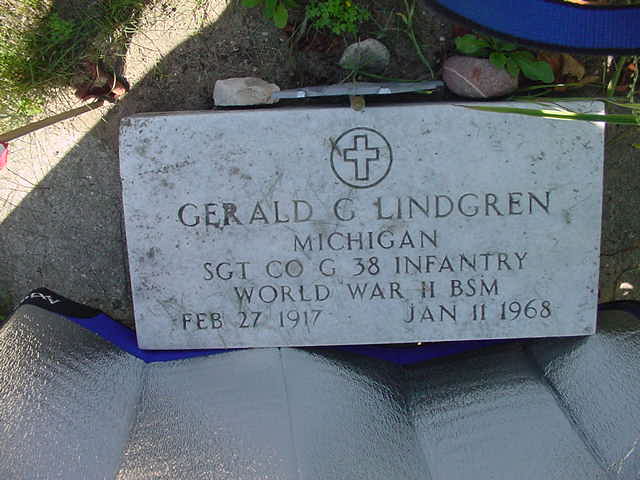 GERALD G LINDGREN
MICHIGAN
SGT CO G 38 INFANTRY
WORLD WAR II BSM
FEB 27 1917 JAN 11 1968